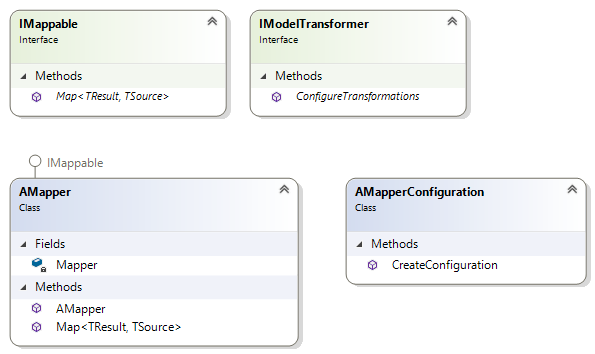 IMappable
Interface
Methods
Map<TResult, TSource>
IModelTransformer
Interface
Methods
ConfigureTransformations
IMappable
AMapper
Class
Fields
Mapper
Methods
AMapper
Map<TResult, TSource>
AMapperConfiguration
Class
Methods
CreateConfiguration